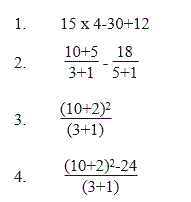 1. 15 x 4-30+12
2. 10+5/3+1 - 18/5+1
3. (10+2)²/(3+1)
4. (10+2)²-24/(3+1)